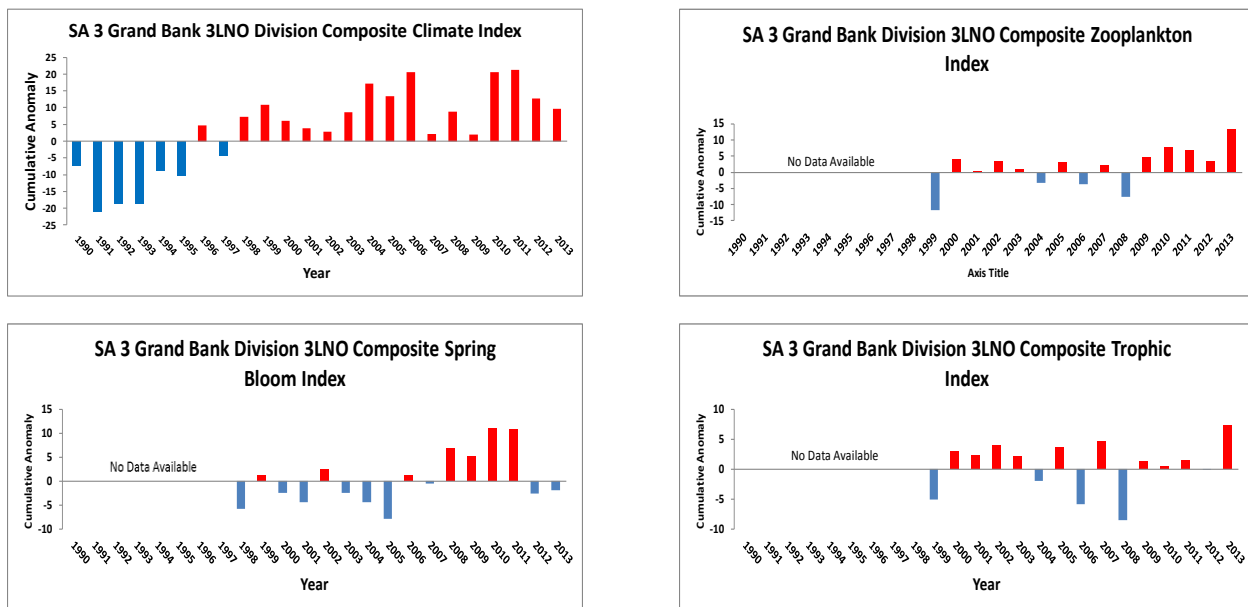 SA 3 Grand Bank 3LNO Division Composite Climate Index
Cumulative Anomaly
25
20
15
10
5
0
-5
-10
-15
-20
-25
1990 1991 1992 1993 1994 1995 1996 1997 1998 1999 2000 2001 2002 2003 2004 2005 2006 2007 2008 2009 2010 2011 2012 2013
Year
SA 3 Grand Bank Division 3LNO Composite Zooplankton
Index
Cumlative Anomaly
15
10
5
0
-5
-10
-15
No Data Available
1990 1991 1992 1993 1994 1995 1996 1997 1998 1999 2000 2001 2002 2003 2004 2005 2006 2007 2008 2009 2010 2011 2012 2013
Axis Title
SA 3 Grand Bank Division 3LNO Composite Spring
Bloom Index
Cumulative Anomaly
15
10
5
0
-5
-10
No Data Available
1990 1991 1992 1993 1994 1995 1996 1997 1998 1999 2000 2001 2002 2003 2004 2005 2006 2007 2008 2009 2010 2011 2012 2013
Year
SA 3 Grand Bank Division 3LNO Composite Trophic
Index
Cumulative Anomaly
10
5
0
-5
-10
No Data Available
1990 1991 1992 1993 1994 1995 1996 1997 1998 1999 2000 2001 2002 2003 2004 2005 2006 2007 2008 2009 2010 2011 2012 2013
Year